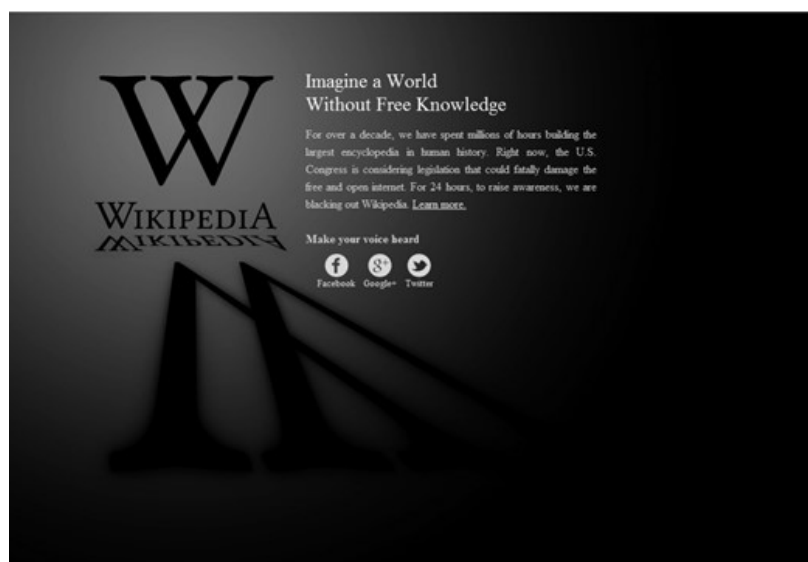 W
WIKIPEDIA
Imagine a World
Without Free Knowledge
For over a decade, we have spent millions of hours building the
largest encyclopedia in human history. Right now, the U.S.
Congress is considering legislation that could fatally damage the
free and open internet. For 24 hours, to raise awareness, we are
blacking out Wikipedia. Learn more.
Make your voice heard
Facebook Google+ Twitter